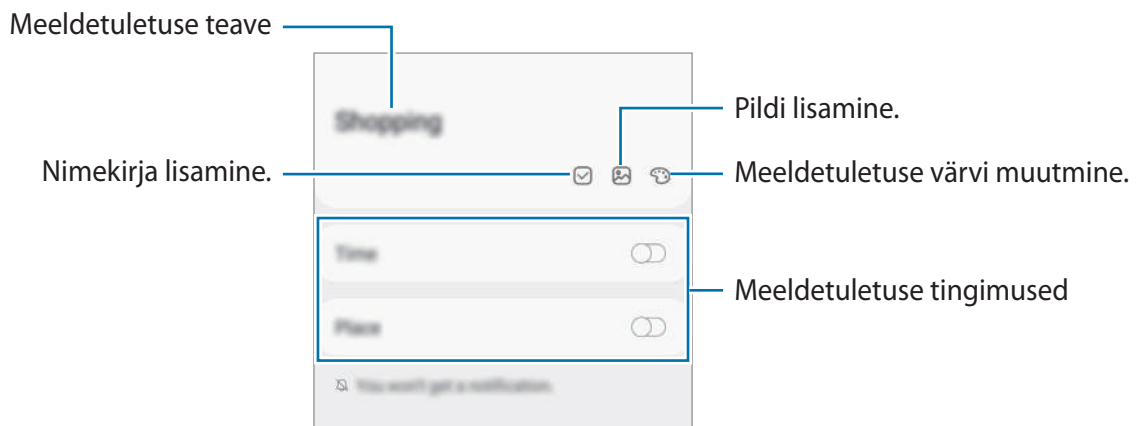 Meeldetuletuse teave
Shopping
Pildi lisamine.
Nimekirja lisamine.
Meeldetuletuse värvi muutmine.
Time
Meeldetuletuse tingimused
Place
You won't get a notification.